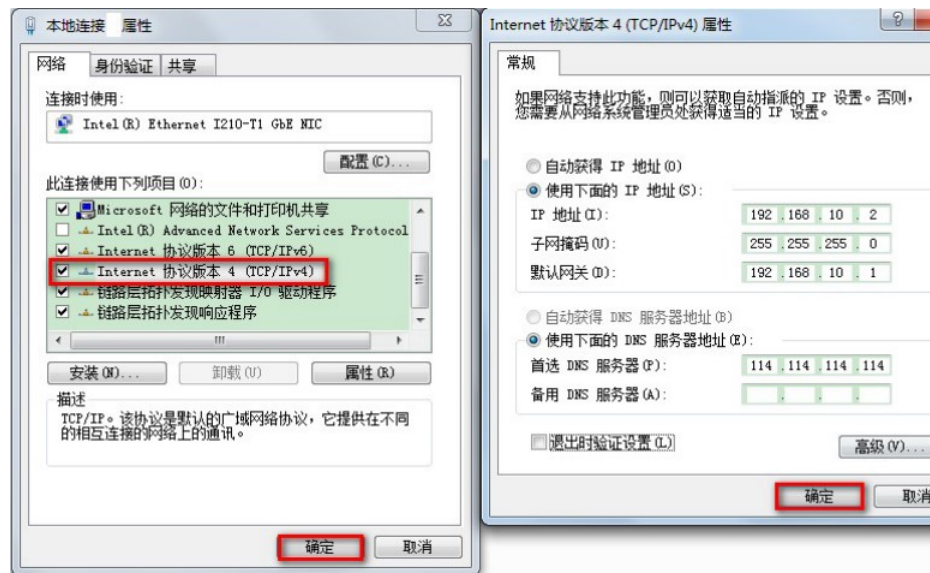 本地连接 属性
网络 身份验证 共享
连接时使用:
Intel(R) Ethernet I210-T1 GbE NIC
配置(C)...
此连接使用下列项目(O):
Microsoft 网络的文件和打印机共享
Intel(R) Advanced Network Services Protocol
Internet 协议版本 6 (TCP/IPv6)
Internet 协议版本 4 (TCP/IPv4)
链路层拓扑发现映射器 I/O 驱动程序
链路层拓扑发现响应程序
安装(N)... 卸载(U) 属性(R)
描述
TCP/IP。该协议是默认的广域网络协议，它提供在不同
的相互连接的网络上的通讯。
确定 取消
Internet 协议版本 4 (TCP/IPv4) 属性
常规
如果网络支持此功能，则可以获取自动指派的 IP 设置。否则，
您需要从网络系统管理员处获得适当的 IP 设置。
自动获得 IP 地址(O)
使用下面的 IP 地址(S):
IP 地址(I): 192 .168 .10 .2
子网掩码(U): 255 .255 .255 .0
默认网关(D): 192 .168 .10 .1
自动获得 DNS 服务器地址(B)
使用下面的 DNS 服务器地址(E):
首选 DNS 服务器(P): 114 .114 .114 .114
备用 DNS 服务器(A): . . .
退出时验证设置(L)
高级(V)...
确定 取消